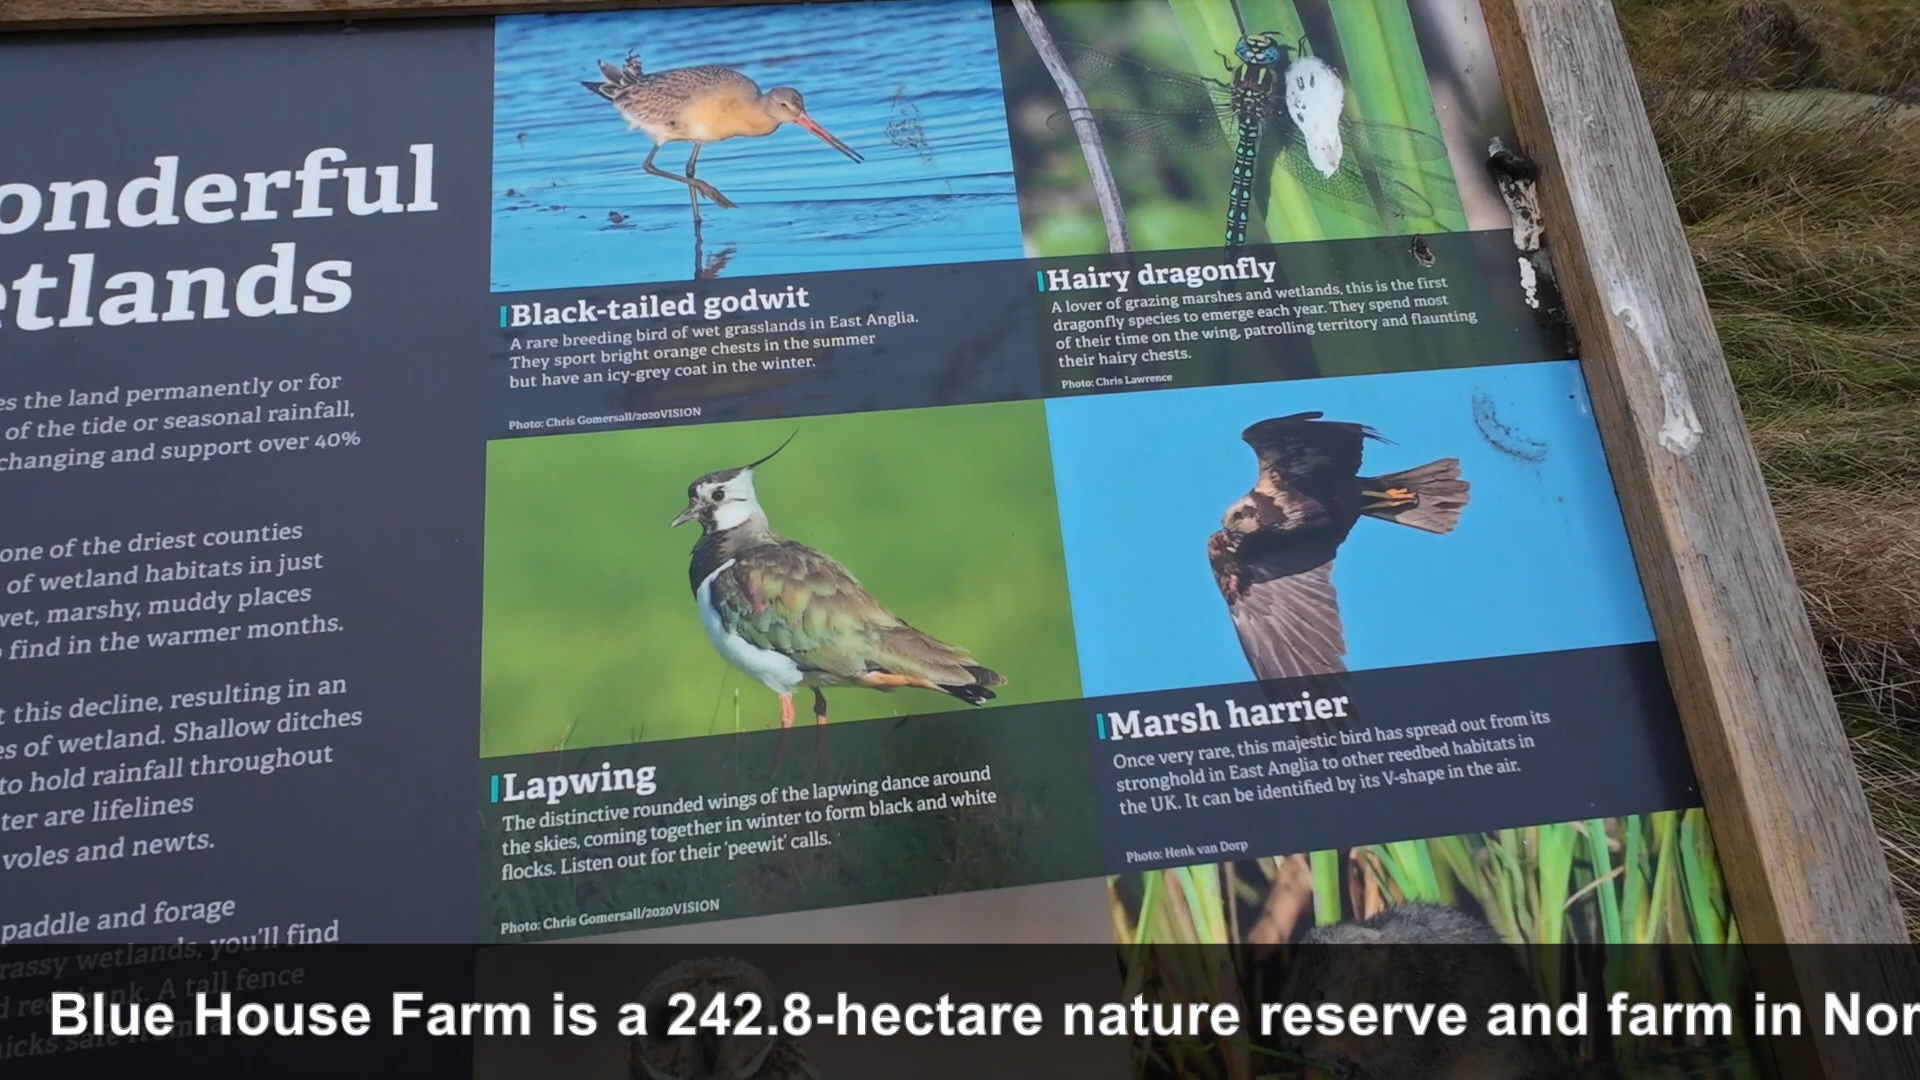 onderful
etlands
es the land permanently or for
of the tide or seasonal rainfall,
changing and support over 40%
one of the driest counties
of wetland habitats in just
wet, marshy, muddy places
find in the warmer months.
this decline, resulting in an
es of wetland. Shallow ditches
to hold rainfall throughout
ter are lifelines
voles and newts.
paddle and forage
rassy wetlands, you'll find
A tall fence
Black-tailed godwit
A rare breeding bird of wet grasslands in East Anglia.
They sport bright orange chests in the summer
but have an icy-grey coat in the winter.
Photo: Chris Gomersall/2020VISION
Hairy dragonfly
A lover of grazing marshes and wetlands, this is the first
dragonfly species to emerge each year. They spend most
of their time on the wing, patrolling territory and flaunting
their hairy chests.
Photo: Chris Lawrence
Lapwing
The distinctive rounded wings of the lapwing dance around
the skies, coming together in winter to form black and white
flocks. Listen out for their 'peewit' calls.
Photo: Chris Gomersall/2020VISION
Marsh harrier
Once very rare, this majestic bird has spread out from its
stronghold in East Anglia to other reedbed habitats in
the UK. It can be identified by its V-shape in the air.
Photo: Henk van Dorp
Blue House Farm is a 242.8-hectare nature reserve and farm in Nor